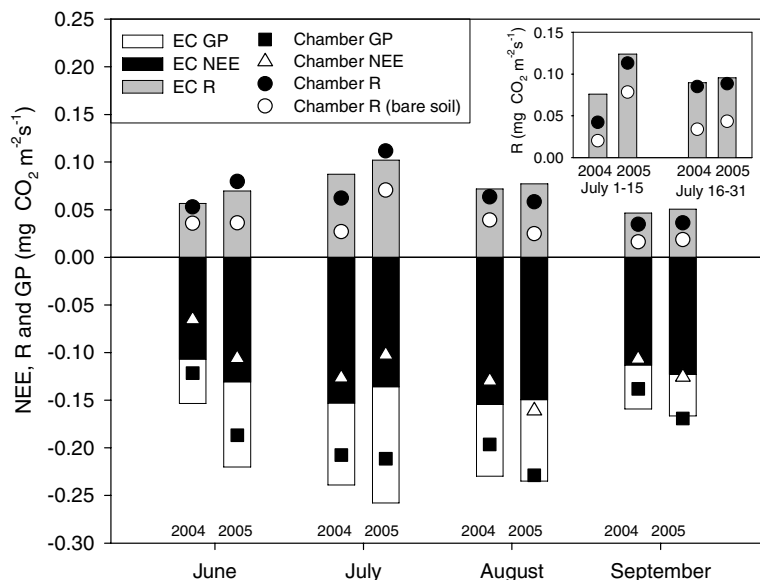 NEE, R and GP (mg CO2 m-2s-1)
0.25
0.20
0.15
0.10
0.05
0.00
-0.05
-0.10
-0.15
-0.20
-0.25
-0.30
EC GP
EC NEE
EC R
Chamber GP
Chamber NEE
Chamber R
Chamber R (bare soil)
R (mg CO2 m-2s-1)
0.15
0.10
0.05
0.00
2004 2005
July 1-15
2004 2005
July 16-31
2004 2005
2004 2005
2004 2005
2004 2005
June
July
August
September